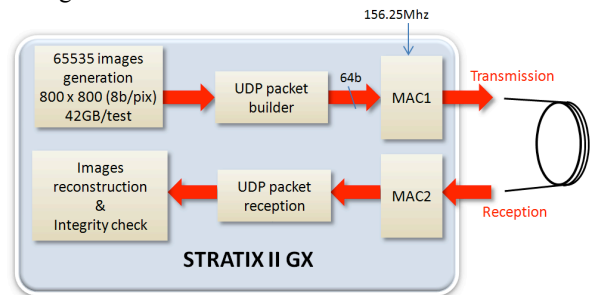 156.25Mhz
65535 images
generation
800 x 800 (8b/pix)
42GB/test
UDP packet
builder
64b
MAC1
Transmission
Images
reconstruction
&
Integrity check
UDP packet
reception
MAC2
Reception
STRATIX II GX